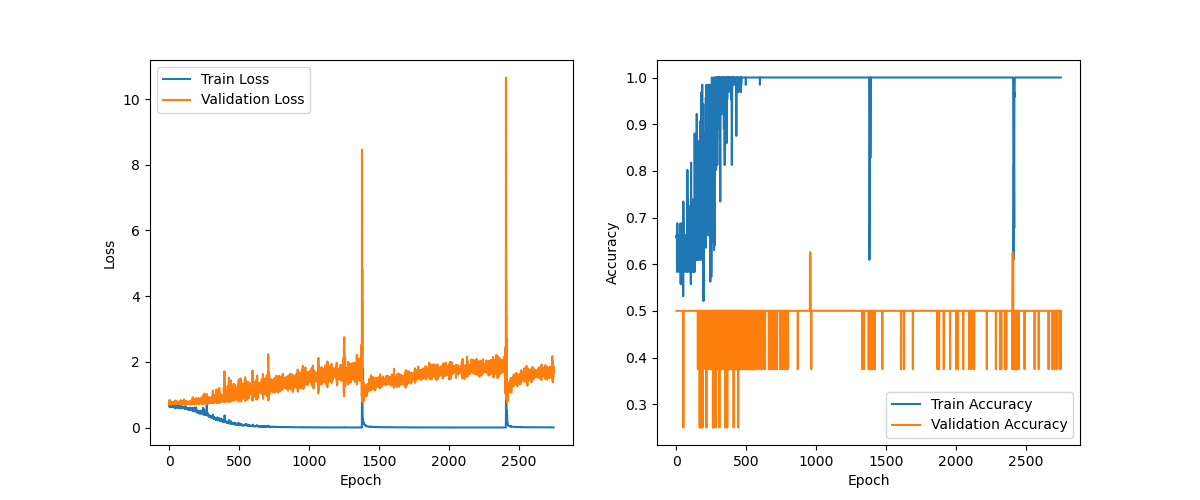 Train Loss
Validation Loss
10
8
6
4
2
0
Loss
0 500 1000 1500 2000 2500
Epoch
1.0
0.9
0.8
0.7
0.6
0.5
0.4
0.3
Accuracy
Train Accuracy
Validation Accuracy
0 500 1000 1500 2000 2500
Epoch